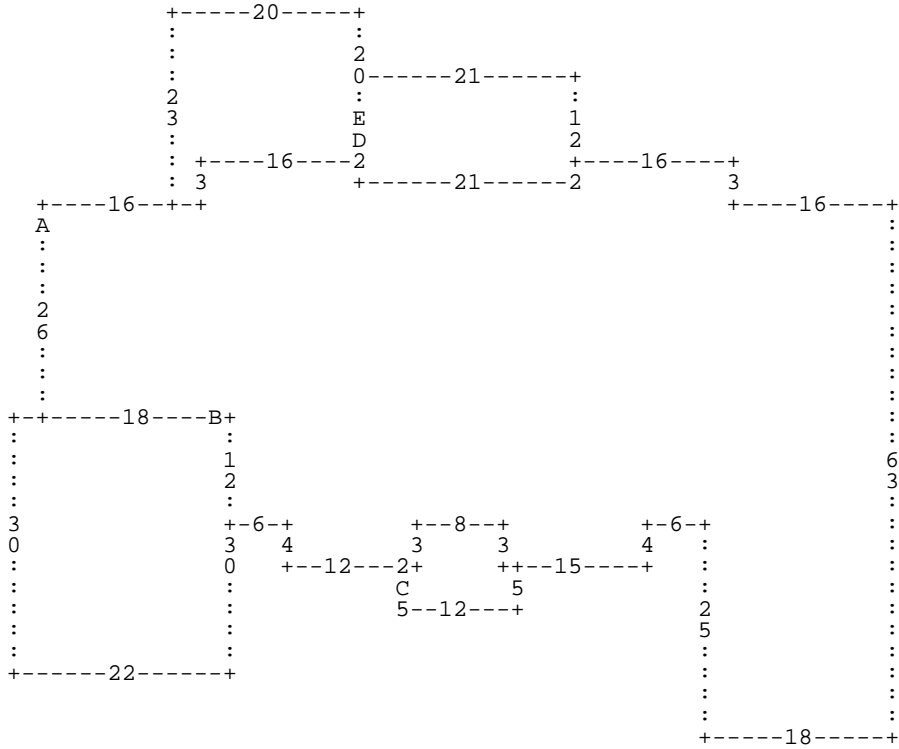 +-----20-----+
: :
: 2
: 0------21------+
2 : :
3 E 1
: D 2
: +----16----2 +----16----+
: 3 +------21------2 3
+----16--+-+ +----16----+
A :
: :
: :
: :
2 :
6 :
: :
: :
: :
+-+-----18----B+ :
: : :
: 1 6
: 2 3
: : :
3 +-6-+ +--8--+ +-6-+ :
0 3 4 3 3 4 : :
: 0 +--12---2+ ++--15----+ : :
: : C 5 : :
: : 5--12---+ 2 :
: : 5 :
: : : :
+------22-------+ : :
: :
: :
+-----18-----+